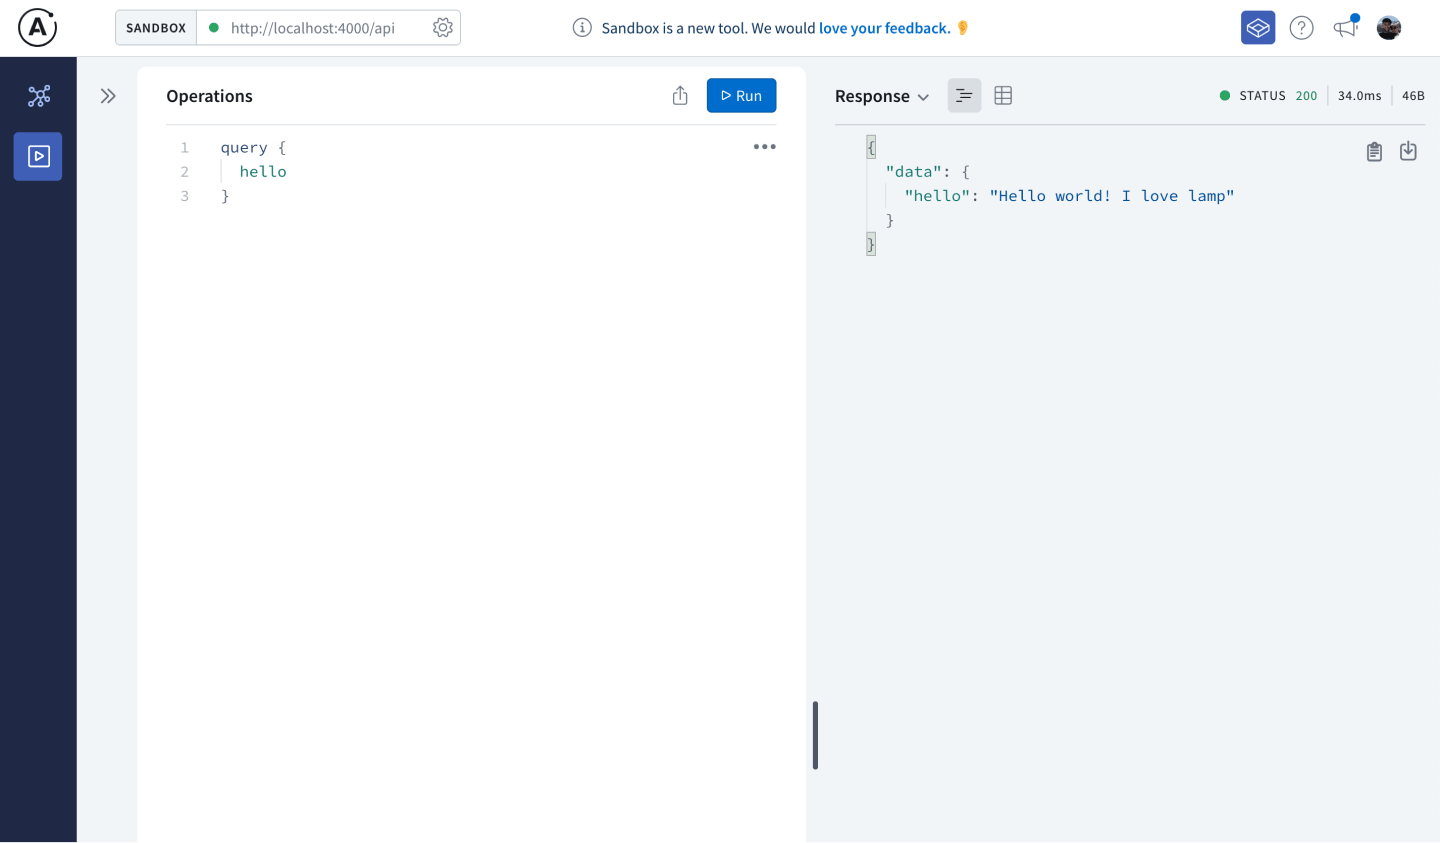 A
SANDBOX
http://localhost:4000/api
Sandbox is a new tool. We would love your feedback. 👂
Operations
Run
1 query {
2 hello
3 }
Response
STATUS 200
34.0ms
46B
{
"data": {
"hello": "Hello world! I love lamp"
}
}